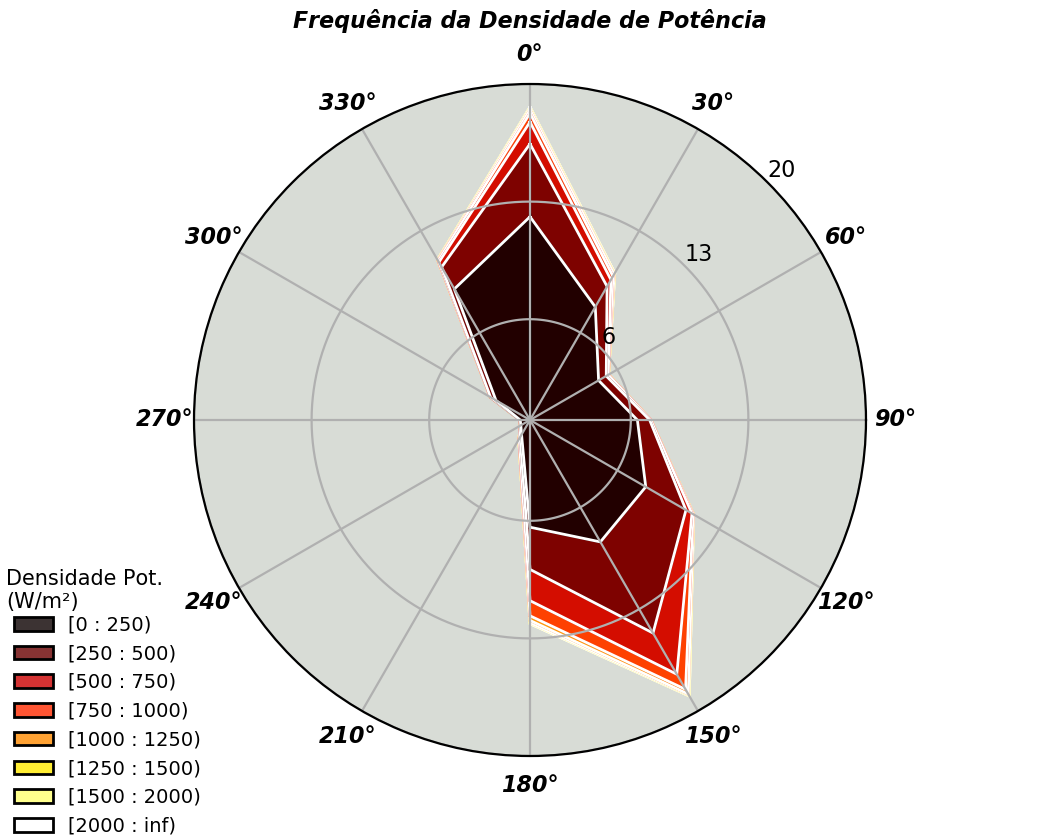 Frequência da Densidade de Potência
0°
330°
30°
20
300°
60°
13
6
270°
90°
240°
120°
210°
150°
180°
Densidade Pot.
(W/m²)
[0 : 250)
[250 : 500)
[500 : 750)
[750 : 1000)
[1000 : 1250)
[1250 : 1500)
[1500 : 2000)
[2000 : inf)